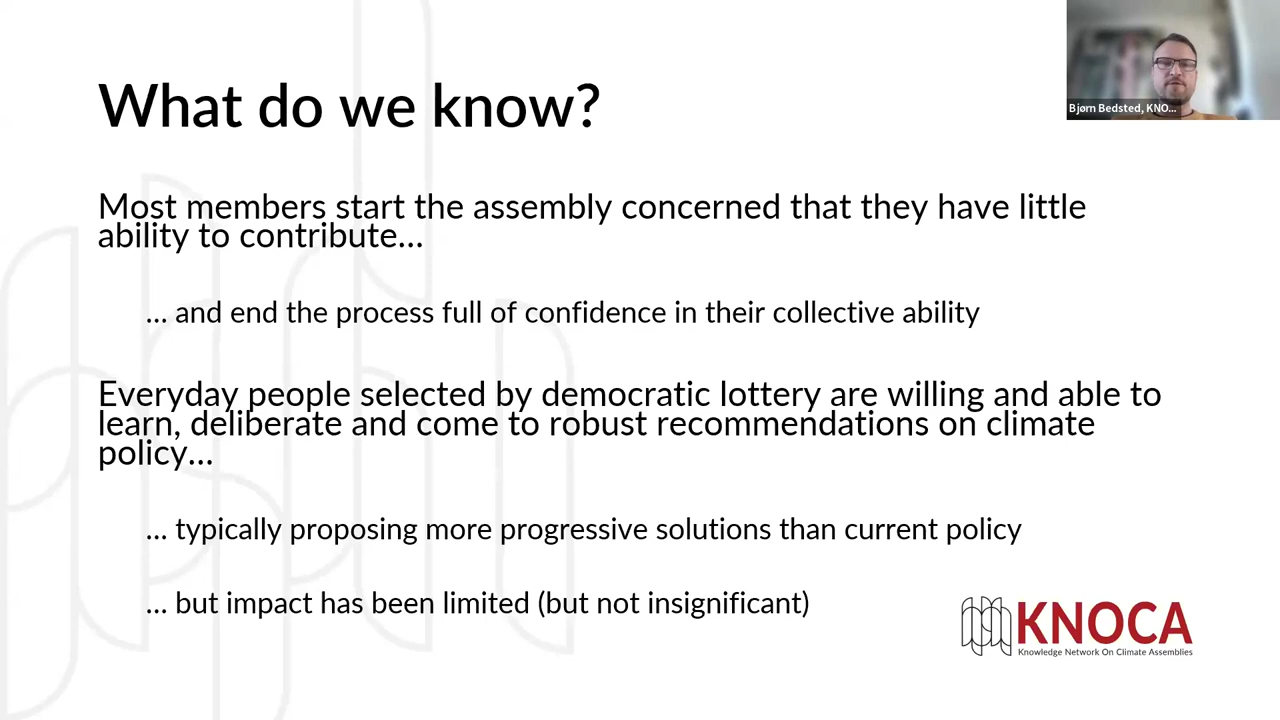 What do we know?
Bjørn Bedsted, KNO...
Most members start the assembly concerned that they have little
ability to contribute...
... and end the process full of confidence in their collective ability
Everyday people selected by democratic lottery are willing and able to
learn, deliberate and come to robust recommendations on climate
policy...
... typically proposing more progressive solutions than current policy
... but impact has been limited (but not insignificant)
KNOCA
Knowledge Network On Climate Assemblies